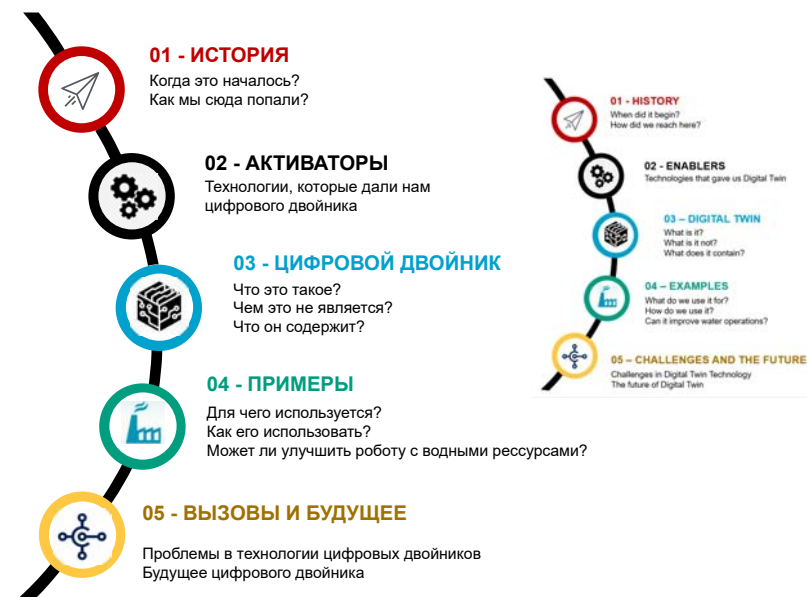 01 - ИСТОРИЯ
Когда это началось?
Как мы сюда попали?
02 - АКТИВАТОРЫ
Технологии, которые дали нам
цифрового двойника
03 - ЦИФРОВОЙ ДВОЙНИК
Что это такое?
Чем это не является?
Что он содержит?
04 - ПРИМЕРЫ
Для чего используется?
Как его использовать?
Может ли улучшить роботу с водными рессурсами?
05 - ВЫЗОВЫ И БУДУЩЕЕ
Проблемы в технологии цифровых двойников
Будущее цифрового двойника
01 - HISTORY
When did it begin?
How did we reach here?
02 - ENABLERS
Technologies that gave us Digital Twin
03 – DIGITAL TWIN
What is it?
What is it not?
What does it contain?
04 – EXAMPLES
What do we use it for?
How do we use it?
Can it improve water operations?
05 – CHALLENGES AND THE FUTURE
Challenges in Digital Twin Technology
The future of Digital Twin